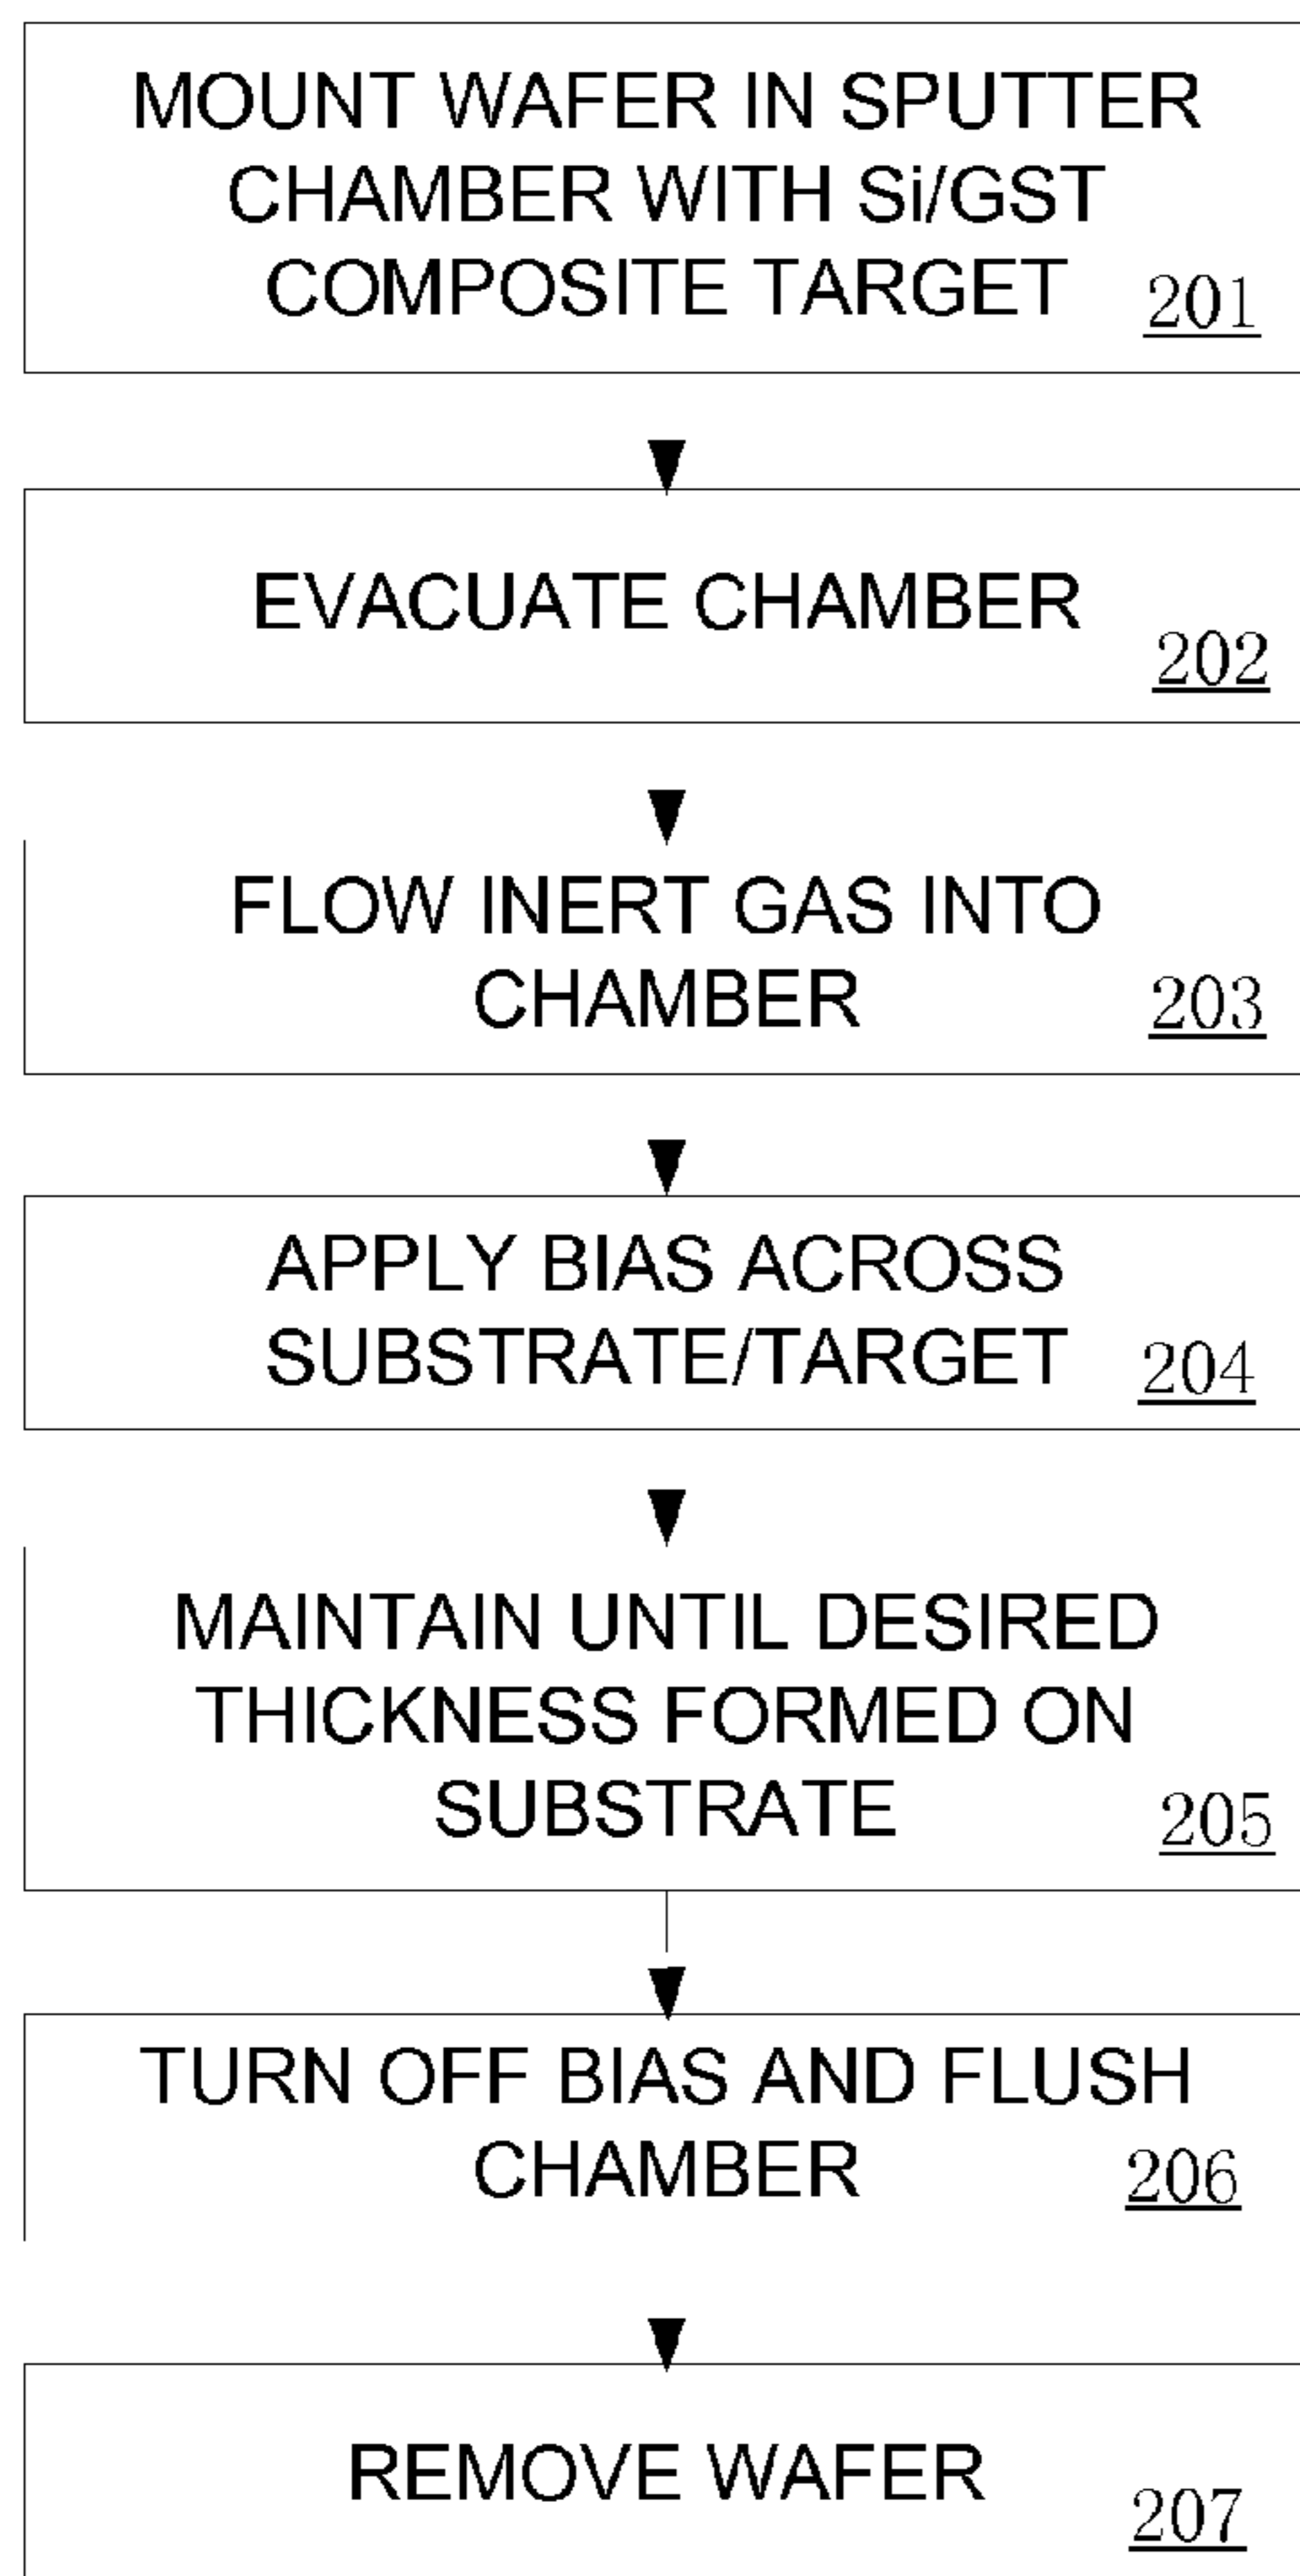 MOUNT WAFER IN SPUTTER
CHAMBER WITH Si/GST
COMPOSITE TARGET
201
EVACUATE CHAMBER
202
FLOW INERT GAS INTO
CHAMBER
203
APPLY BIAS ACROSS
SUBSTRATE/TARGET
204
MAINTAIN UNTIL DESIRED
THICKNESS FORMED ON
SUBSTRATE
205
TURN OFF BIAS AND FLUSH
CHAMBER
206
REMOVE WAFER
207